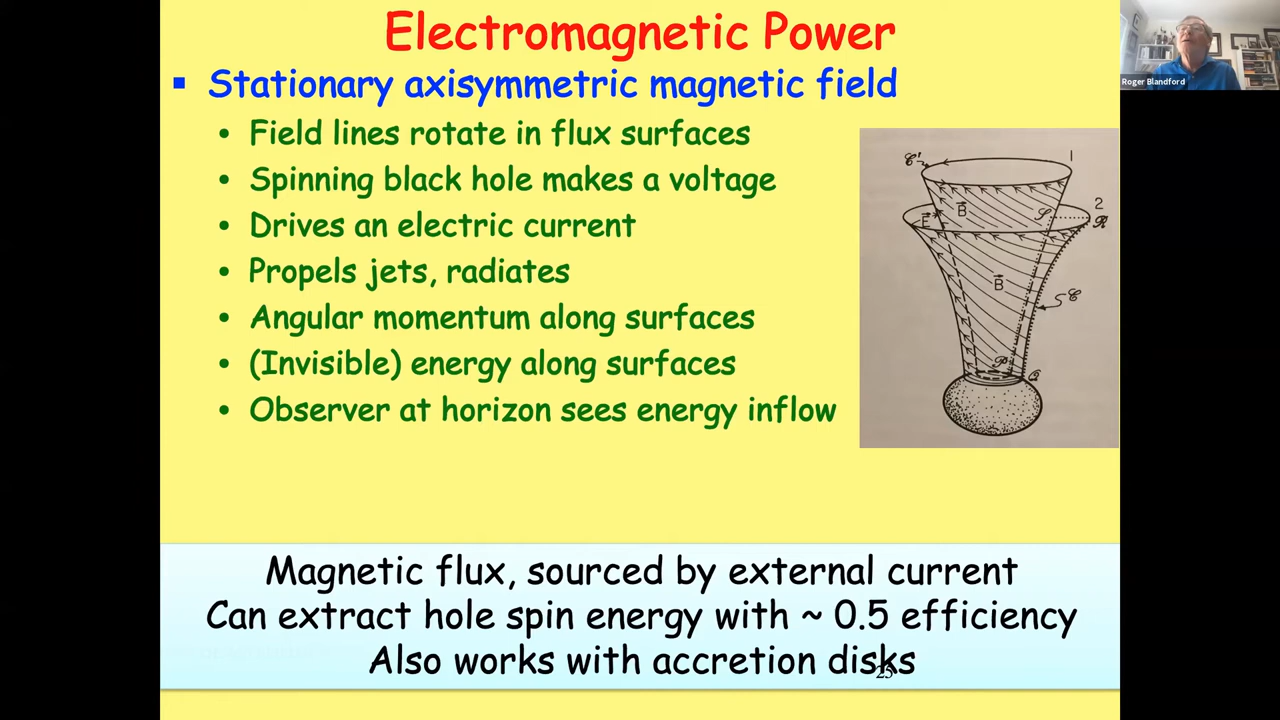 Electromagnetic Power
Roger Blandford
▪ Stationary axisymmetric magnetic field
• Field lines rotate in flux surfaces
• Spinning black hole makes a voltage
• Drives an electric current
• Propels jets, radiates
• Angular momentum along surfaces
• (Invisible) energy along surfaces
• Observer at horizon sees energy inflow
C' 1
2
B
E
B
C
P
Magnetic flux, sourced by external current
Can extract hole spin energy with ~ 0.5 efficiency
Also works with accretion disks
25